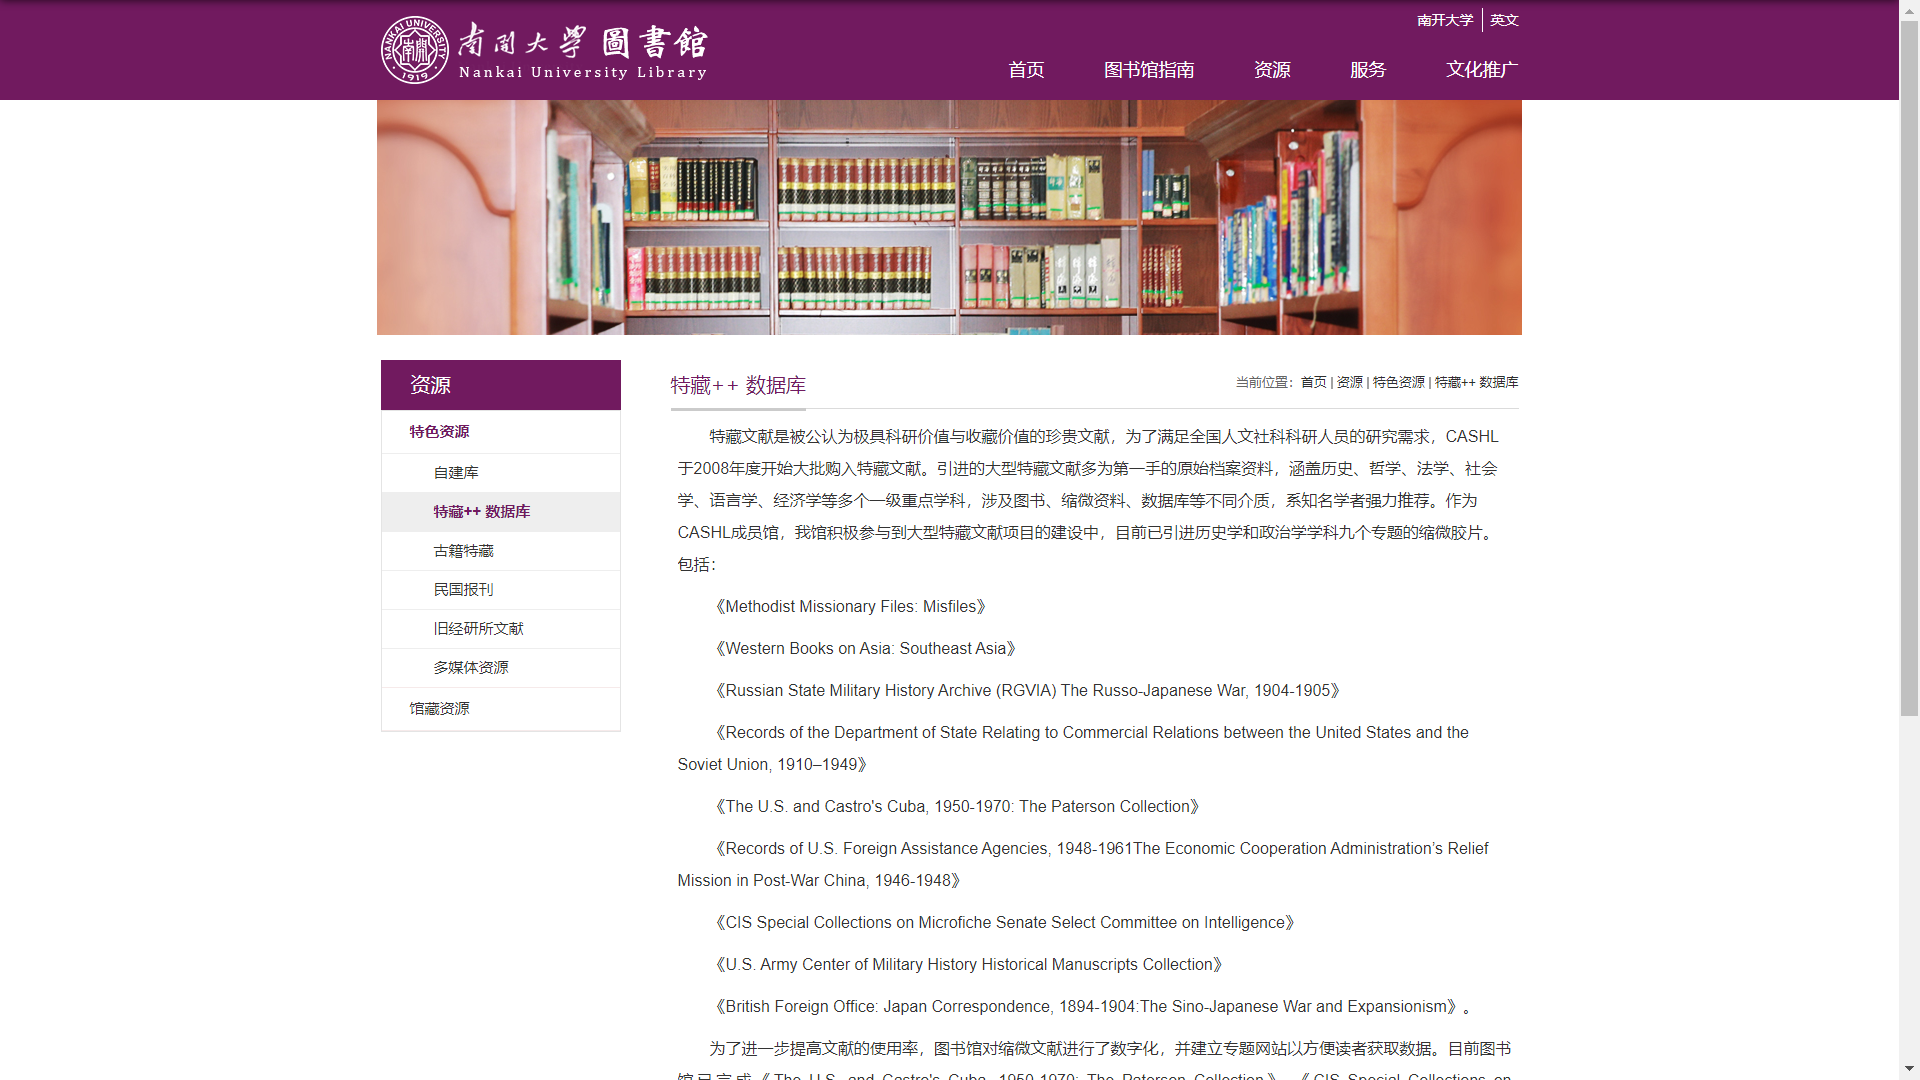 南开大学 英文
NANKAI UNIVERSITY
1919
南開大學 圖書館
Nankai University Library
首页 图书馆指南 资源 服务 文化推广
资源
特色资源
自建库
特藏++ 数据库
古籍特藏
民国报刊
旧经研所文献
多媒体资源
馆藏资源
特藏++ 数据库
当前位置： 首页 | 资源 | 特色资源 | 特藏++ 数据库
特藏文献是被公认为极具科研价值与收藏价值的珍贵文献，为了满足全国人文社科科研人员的研究需求，CASHL
于2008年度开始大批购入特藏文献。引进的大型特藏文献多为第一手的原始档案资料，涵盖历史、哲学、法学、社会
学、语言学、经济学等多个一级重点学科，涉及图书、缩微资料、数据库等不同介质，系知名学者强力推荐。作为
CASHL成员馆，我馆积极参与到大型特藏文献项目的建设中，目前已引进历史学和政治学学科九个专题的缩微胶片。
包括：
《Methodist Missionary Files: Misfiles》
《Western Books on Asia: Southeast Asia》
《Russian State Military History Archive (RGVIA) The Russo-Japanese War, 1904-1905》
《Records of the Department of State Relating to Commercial Relations between the United States and the
Soviet Union, 1910–1949》
《The U.S. and Castro's Cuba, 1950-1970: The Paterson Collection》
《Records of U.S. Foreign Assistance Agencies, 1948-1961The Economic Cooperation Administration’s Relief
Mission in Post-War China, 1946-1948》
《CIS Special Collections on Microfiche Senate Select Committee on Intelligence》
《U.S. Army Center of Military History Historical Manuscripts Collection》
《British Foreign Office: Japan Correspondence, 1894-1904:The Sino-Japanese War and Expansionism》。
为了进一步提高文献的使用率，图书馆对缩微文献进行了数字化，并建立专题网站以方便读者获取数据。目前图书
馆已完成《The U.S. and Castro's Cuba, 1950-1970: The Paterson Collection》、《CIS Special Collections on